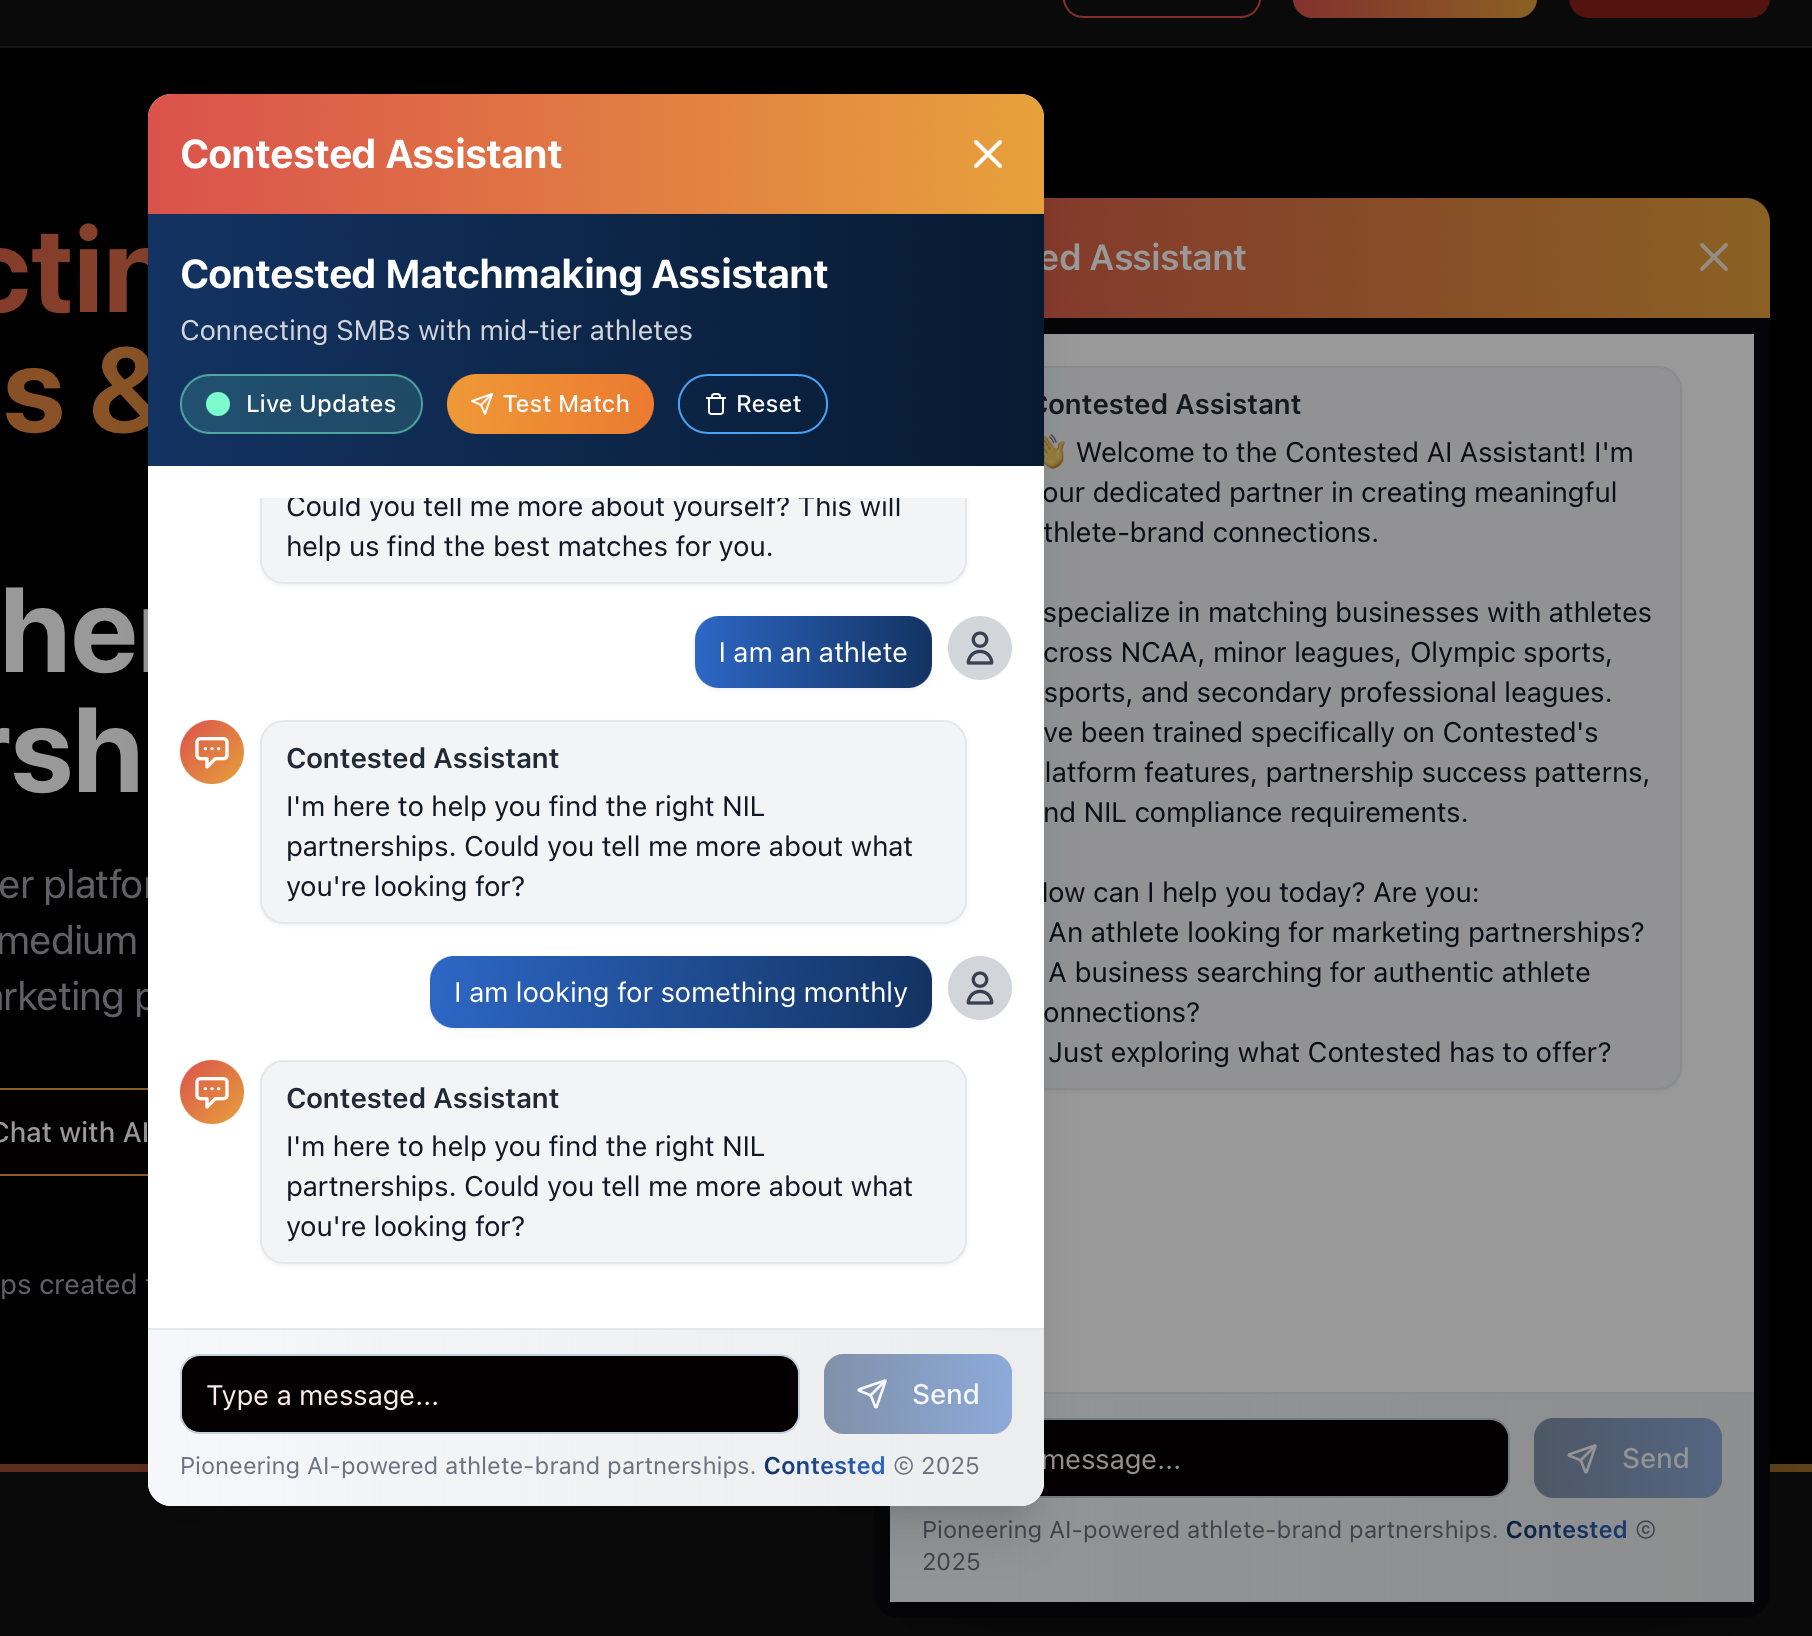 Contested Assistant
Contested Matchmaking Assistant
Connecting SMBs with mid-tier athletes
Live Updates
Test Match
Reset
Could you tell me more about yourself? This will
help us find the best matches for you.
I am an athlete
Contested Assistant
I'm here to help you find the right NIL
partnerships. Could you tell me more about what
you're looking for?
I am looking for something monthly
Contested Assistant
I'm here to help you find the right NIL
partnerships. Could you tell me more about what
you're looking for?
Type a message...
Send
Pioneering AI-powered athlete-brand partnerships. Contested © 2025
s &
medium
Chat with AI
ps created
Assistant
Contested Assistant
👋 Welcome to the Contested AI Assistant! I'm
our dedicated partner in creating meaningful
thlete-brand connections.
specialize in matching businesses with athletes
cross NCAA, minor leagues, Olympic sports,
sports, and secondary professional leagues.
ve been trained specifically on Contested's
latform features, partnership success patterns,
nd NIL compliance requirements.
ow can I help you today? Are you:
An athlete looking for marketing partnerships?
A business searching for authentic athlete
onnections?
Just exploring what Contested has to offer?
message...
Send
Pioneering AI-powered athlete-brand partnerships. Contested ©
2025